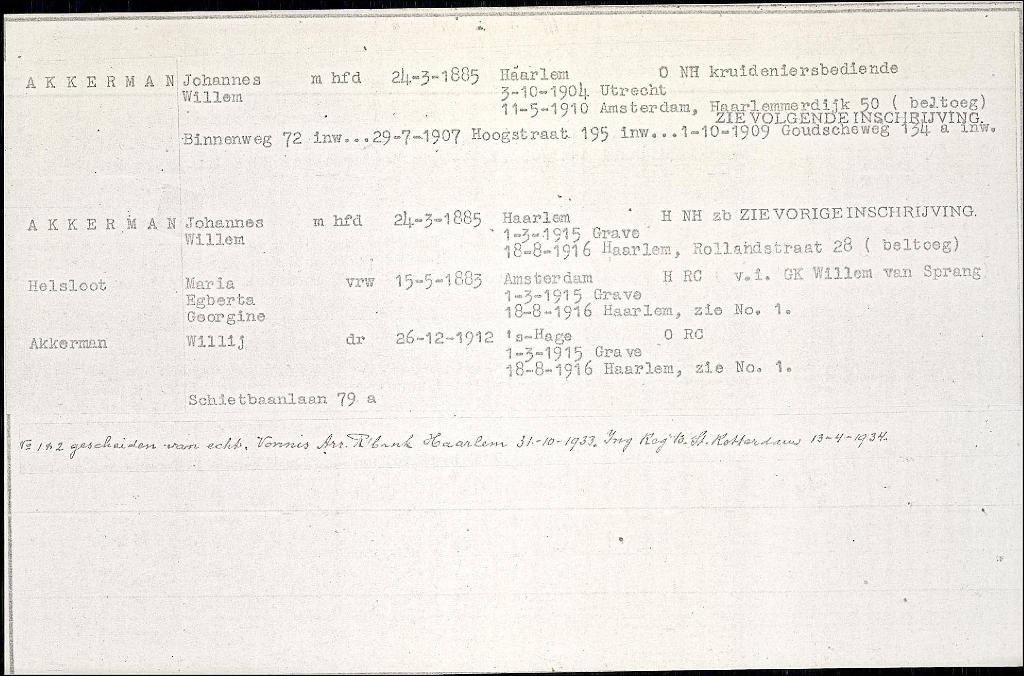 AKKERMAN Johannes m hfd 24-3-1885 Haarlem O NH kruideniersbediende
Willem 3-10-1904 Utrecht
11-5-1910 Amsterdam, Haarlemmerdijk 50 ( beltoeg)
ZIE VOLGENDE INSCHRIJVING.
Binnenweg 72 inw...29-7-1907 Hoogstraat 195 inw...1-10-1909 Goudscheweg 134 a inw.
AKKERMAN Johannes m hfd 24-3-1885 Haarlem H NH zb ZIE VORIGE INSCHRIJVING.
Willem 1-3-1915 Grave
18-8-1916 Haarlem, Rollandstraat 28 ( beltoeg)
Helsloot Maria vrw 15-5-1883 Amsterdam H RC v.i. GK Willem van Sprang
Egberta 1-3-1915 Grave
Georgine 18-8-1916 Haarlem, zie No. 1.
Akkerman Willij dr 26-12-1912 's-Hage O RC
1-3-1915 Grave
18-8-1916 Haarlem, zie No. 1.
Schietbaanlaan 79 a
No 1 & 2 gescheiden van echt. Vonnis Arr. R'bank Haarlem 31-10-1933. Ing Reg B. St. Rotterdam 13-4-1934.